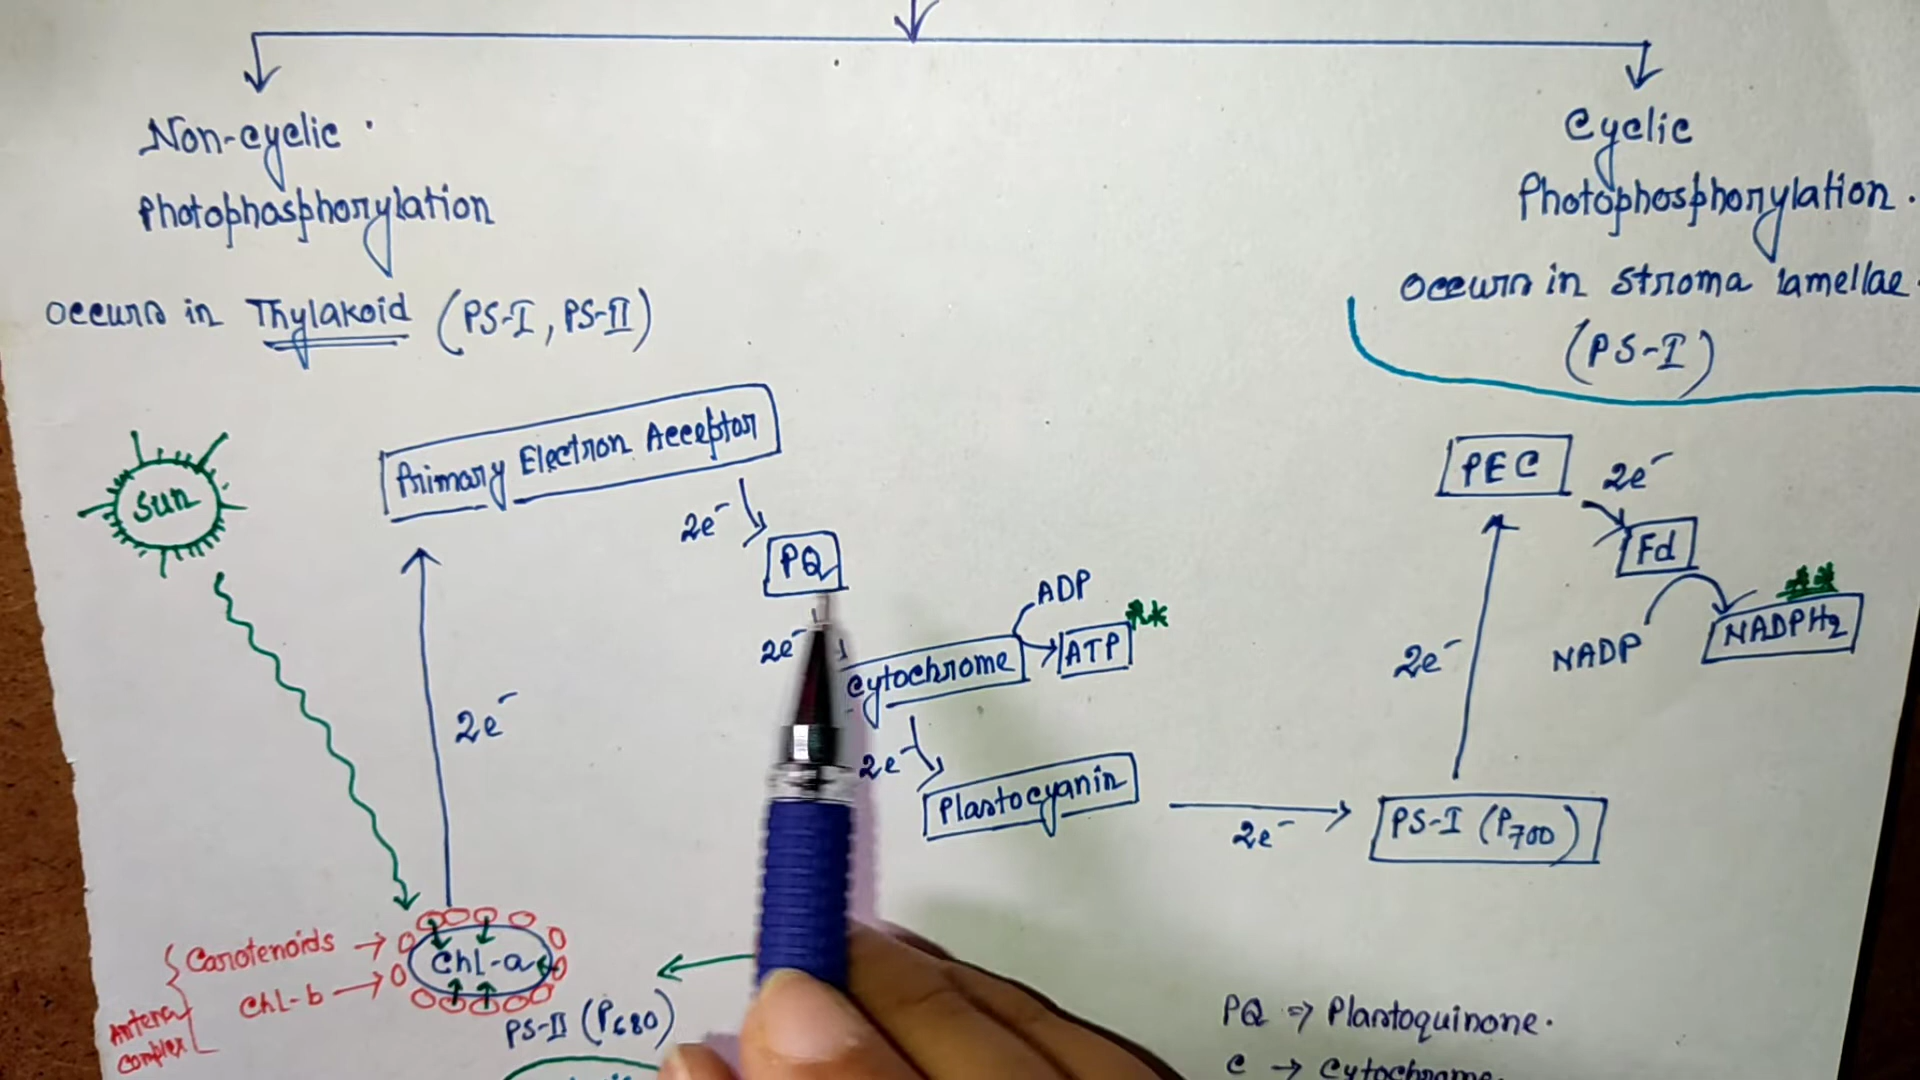 Non-cyclic
Photophosphorylation
occurs in Thylakoid (PS-I, PS-II)
Cyclic
Photophosphorylation.
occurs in stroma lamellae.
(PS-I)
Sun
Primary Electron Acceptor
2e⁻
PQ
2e⁻
Cytochrome
ADP
ATP
**
2e⁻
Plastocyanin
2e⁻
2e⁻
PS-I (P700)
2e⁻
PEC
2e⁻
Fd
NADP
NADPH2
Carotenoids
Chl-b
Antena
complex
Chl-a
PS-II (P680)
PQ ⇒ Plastoquinone.
C → Cytochrome.